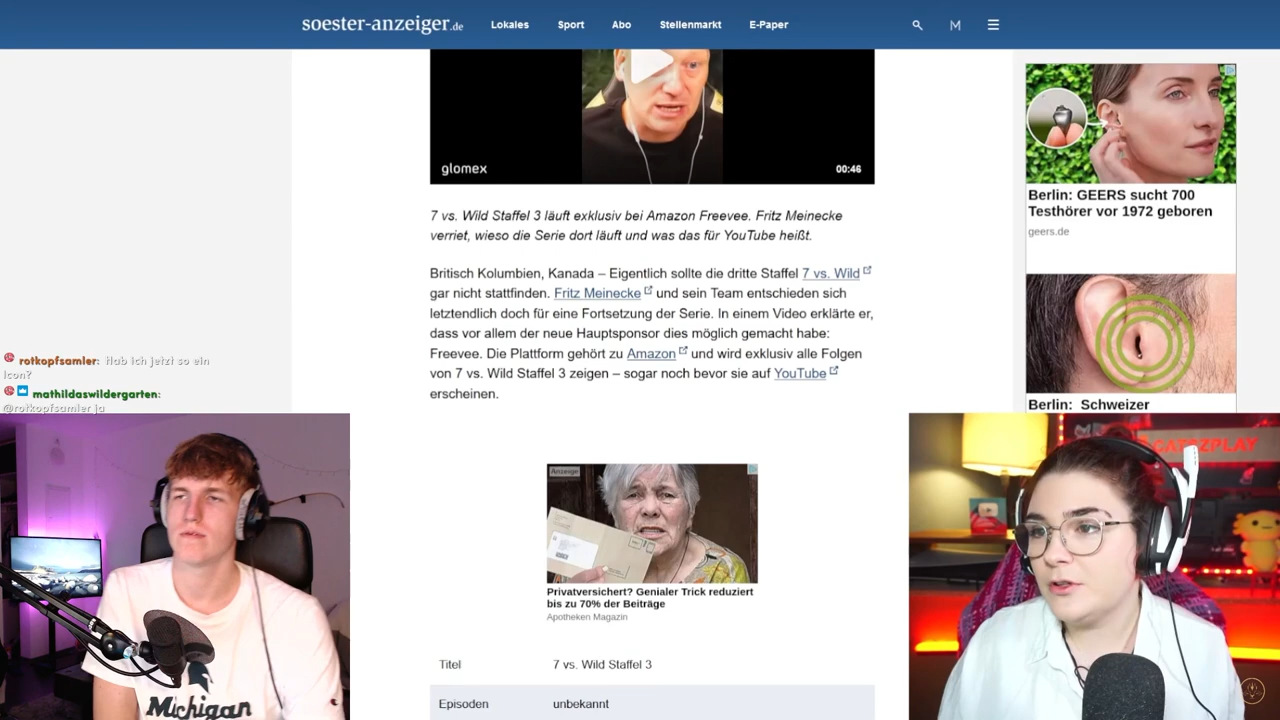 soester-anzeiger.de
Lokales
Sport
Abo
Stellenmarkt
E-Paper
M
glomex
00:46
7 vs. Wild Staffel 3 läuft exklusiv bei Amazon Freevee. Fritz Meinecke
verriet, wieso die Serie dort läuft und was das für YouTube heißt.
Britisch Kolumbien, Kanada – Eigentlich sollte die dritte Staffel 7 vs. Wild
gar nicht stattfinden. Fritz Meinecke und sein Team entschieden sich
letztendlich doch für eine Fortsetzung der Serie. In einem Video erklärte er,
dass vor allem der neue Hauptsponsor dies möglich gemacht habe:
Freevee. Die Plattform gehört zu Amazon und wird exklusiv alle Folgen
von 7 vs. Wild Staffel 3 zeigen – sogar noch bevor sie auf YouTube
erscheinen.
Berlin: GEERS sucht 700
Testhörer vor 1972 geboren
geers.de
Berlin: Schweizer
rotkopfsamler: Hab ich jetzt so ein
Icon?
mathildaswildergarten:
@rotkopfsamler ja
Anzeige
Privatversichert? Genialer Trick reduziert
bis zu 70% der Beiträge
Apotheken Magazin
Titel
7 vs. Wild Staffel 3
Episoden
unbekannt
GATEZPLAY
Michigan